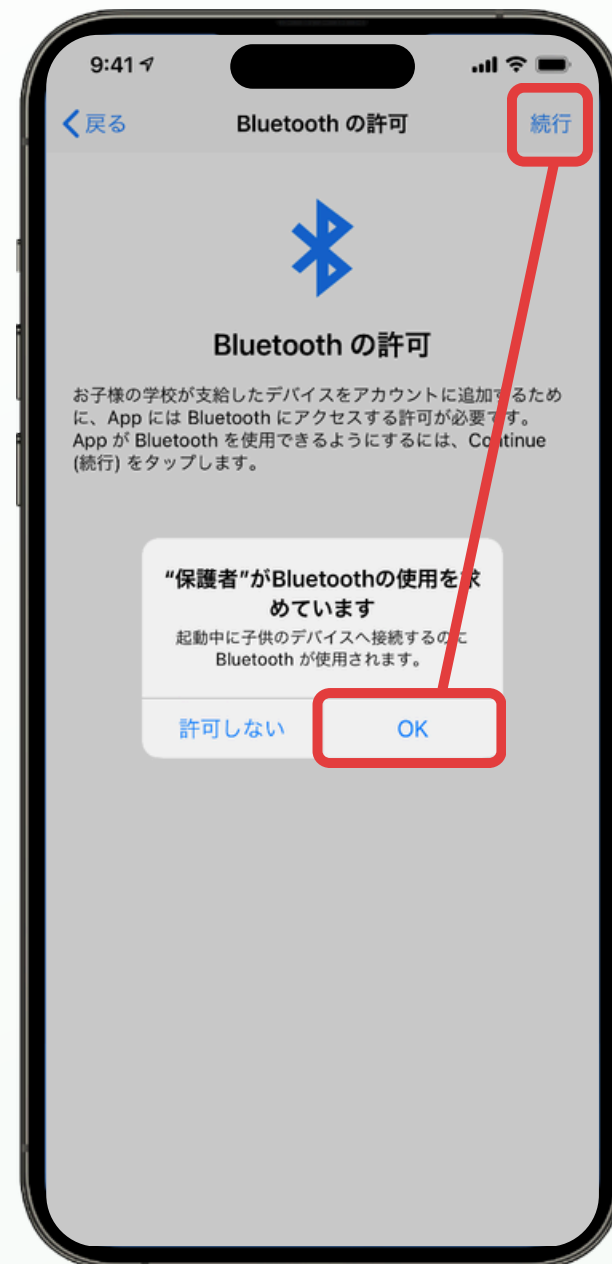 9:41
戻る
Bluetooth の許可
続行
Bluetooth の許可
お子様の学校が支給したデバイスをアカウントに追加するため
に、App には Bluetooth にアクセスする許可が必要です。
App が Bluetooth を使用できるようにするには、Continue
(続行) をタップします。
“保護者”がBluetoothの使用を求
めています
起動中に子供のデバイスへ接続するのに
Bluetooth が使用されます。
許可しない
OK